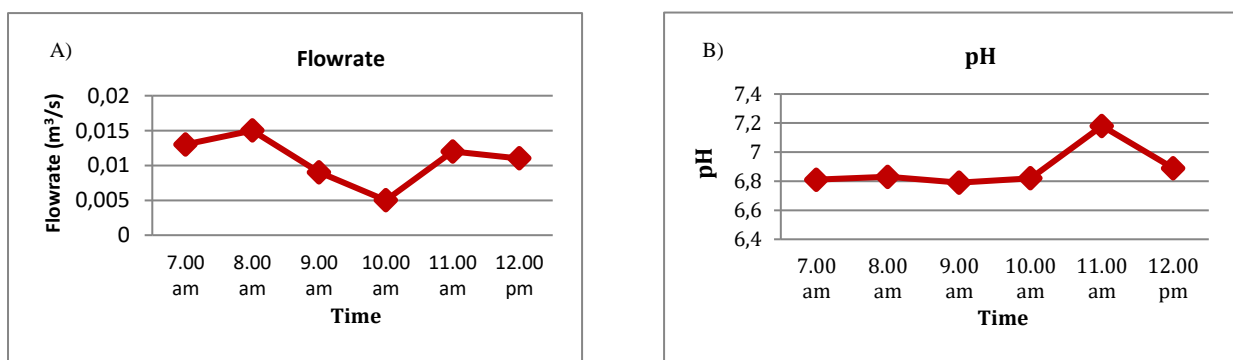 A)
Flowrate
Flowrate (m³/s)
0,02
0,015
0,01
0,005
0
7.00 am
8.00 am
9.00 am
10.00 am
11.00 am
12.00 pm
Time
B)
pH
pH
7,4
7,2
7
6,8
6,6
6,4
7.00 am
8.00 am
9.00 am
10.00 am
11.00 am
12.00 pm
Time